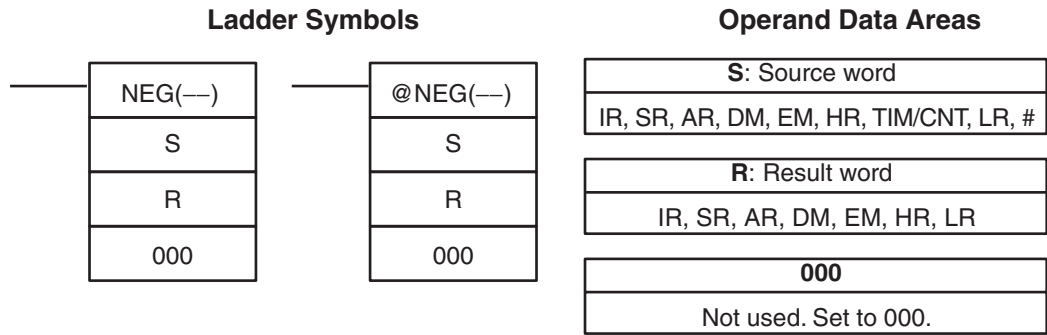 Ladder Symbols
NEG(––)
S
R
000
@NEG(––)
S
R
000
Operand Data Areas
S: Source word
IR, SR, AR, DM, EM, HR, TIM/CNT, LR, #
R: Result word
IR, SR, AR, DM, EM, HR, LR
000
Not used. Set to 000.